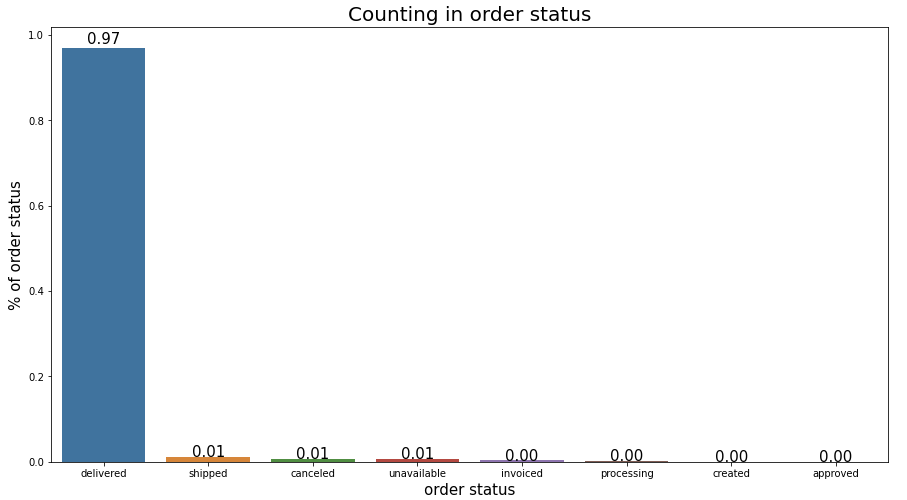 Counting in order status
% of order status
1.0
0.8
0.6
0.4
0.2
0.0
0.97
0.01
0.01
0.01
0.00
0.00
0.00
0.00
delivered
shipped
canceled
unavailable
invoiced
processing
created
approved
order status